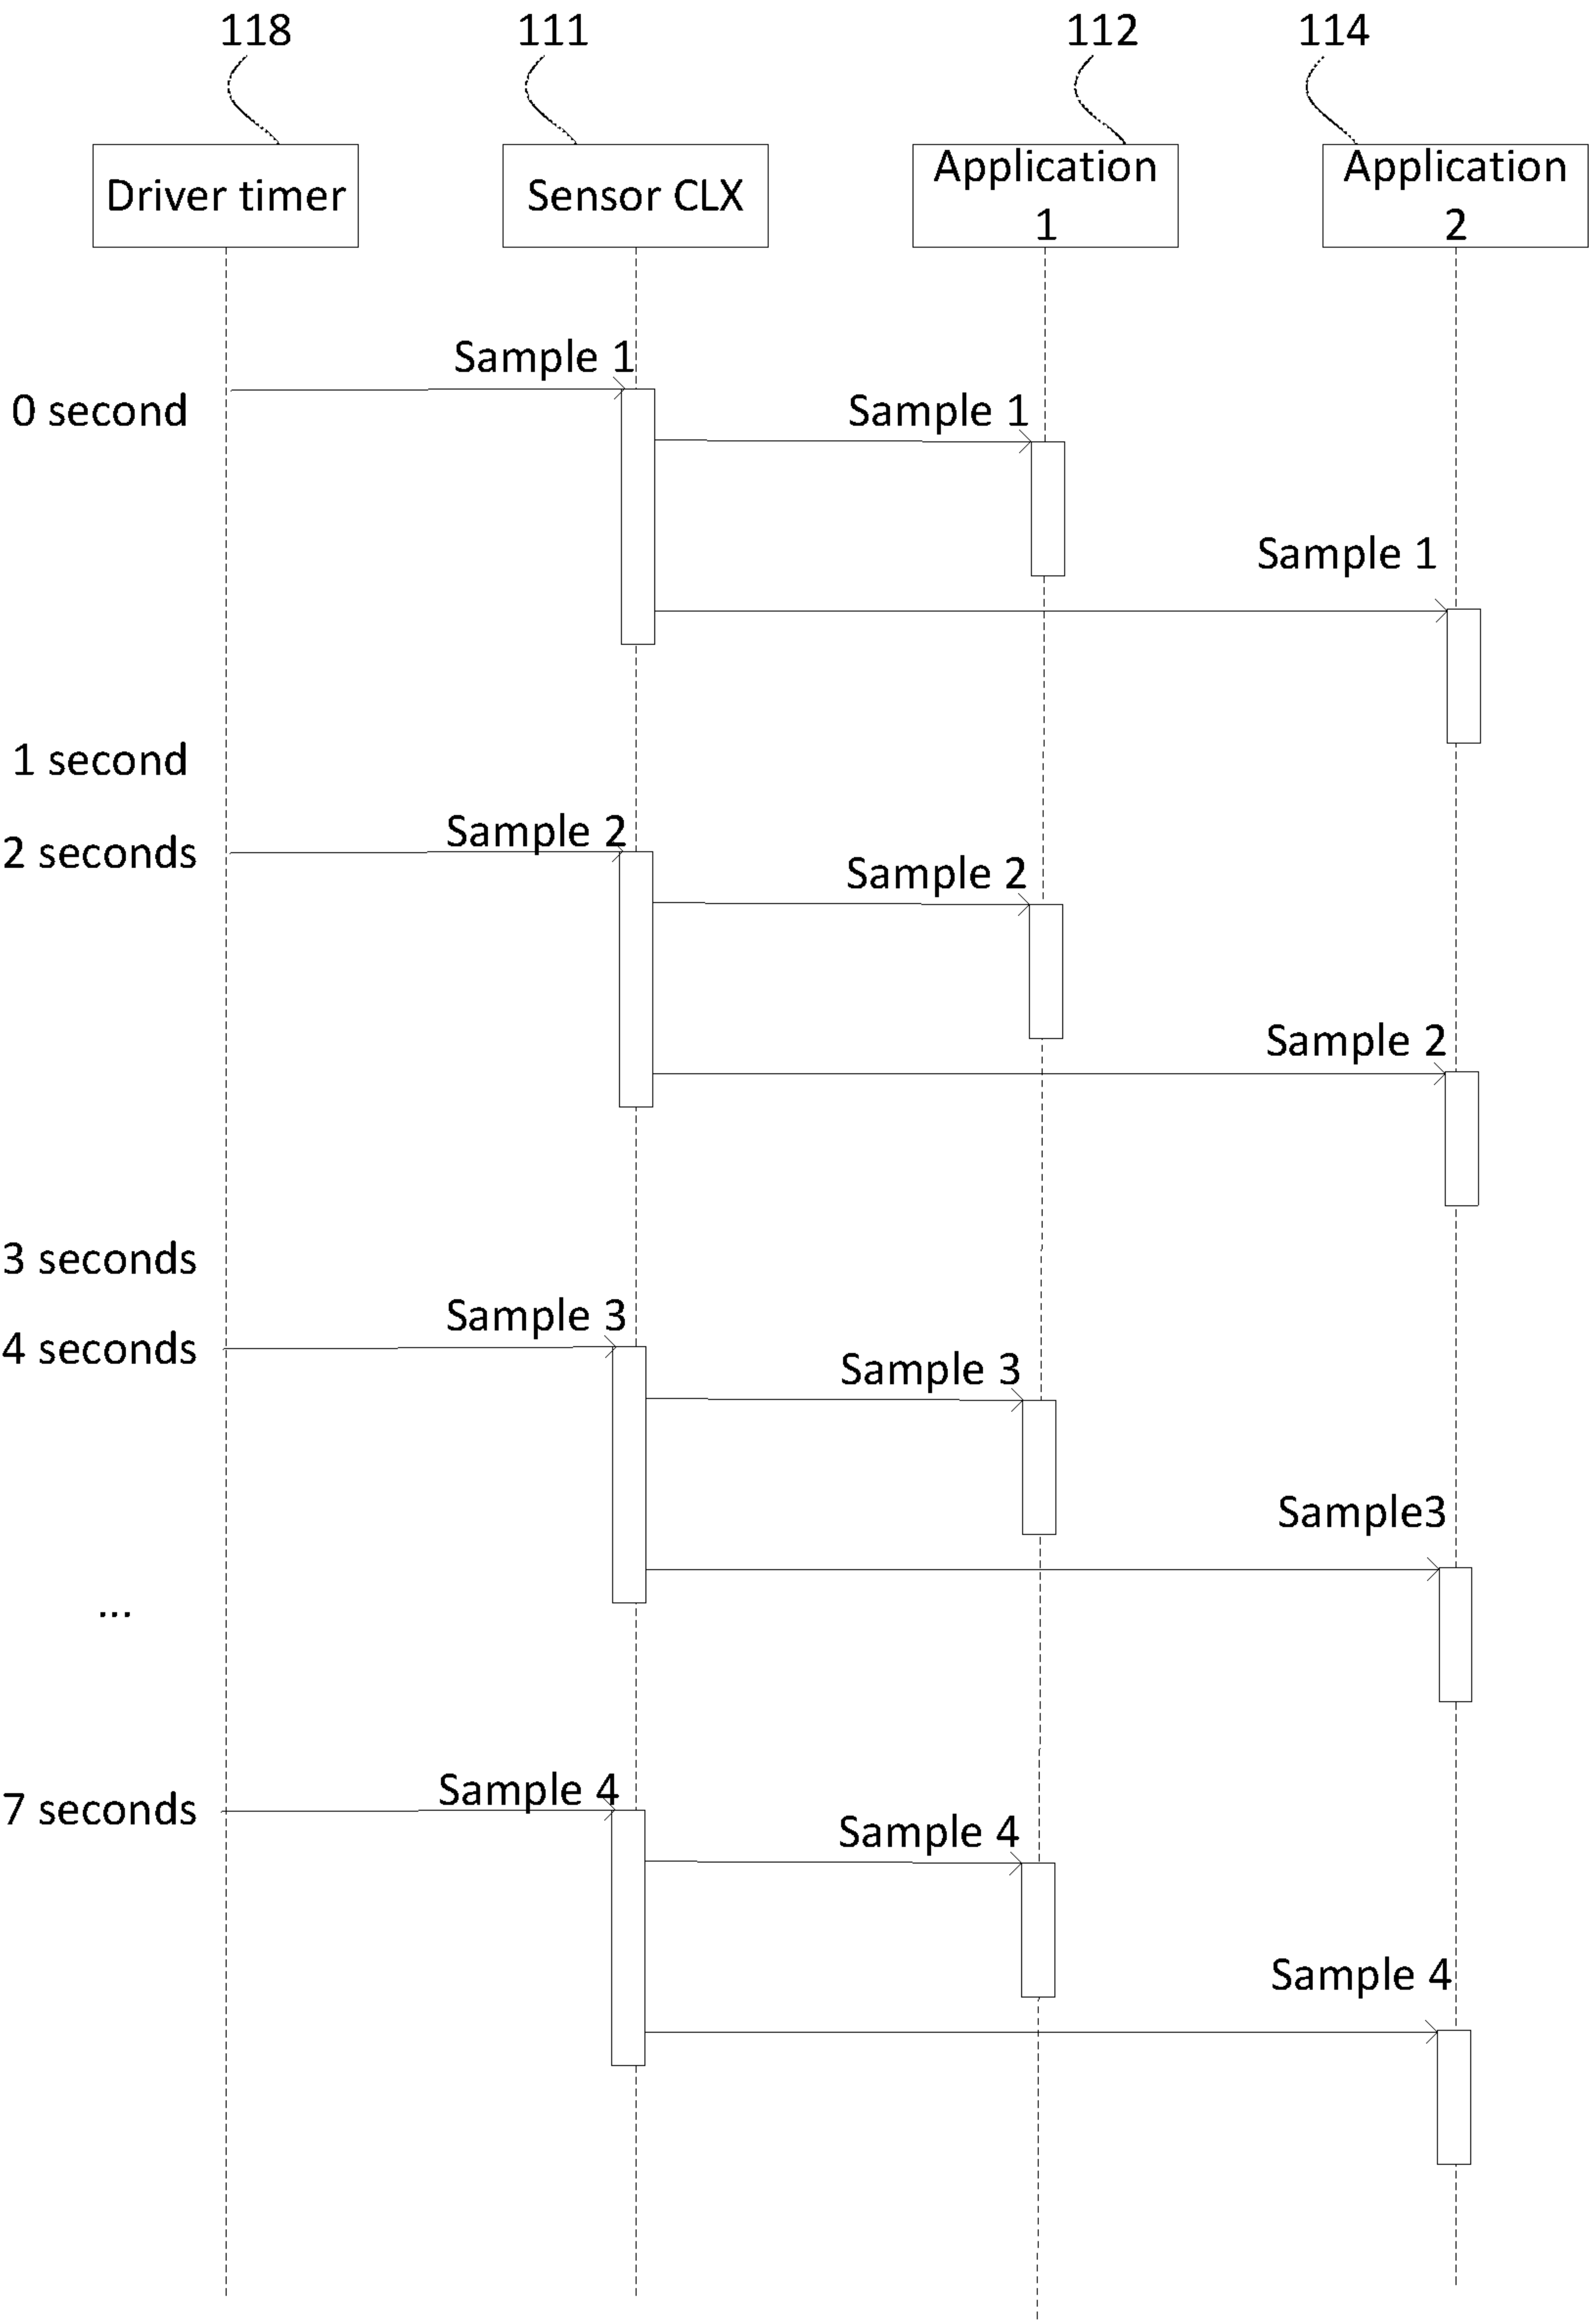 118
111
112
114
Driver timer
Sensor CLX
Application
1
Application
2
Sample 1
0 second
Sample 1
Sample 1
1 second
Sample 2
2 seconds
Sample 2
Sample 2
3 seconds
Sample 3
4 seconds
Sample 3
Sample3
...
Sample 4
7 seconds
Sample 4
Sample 4